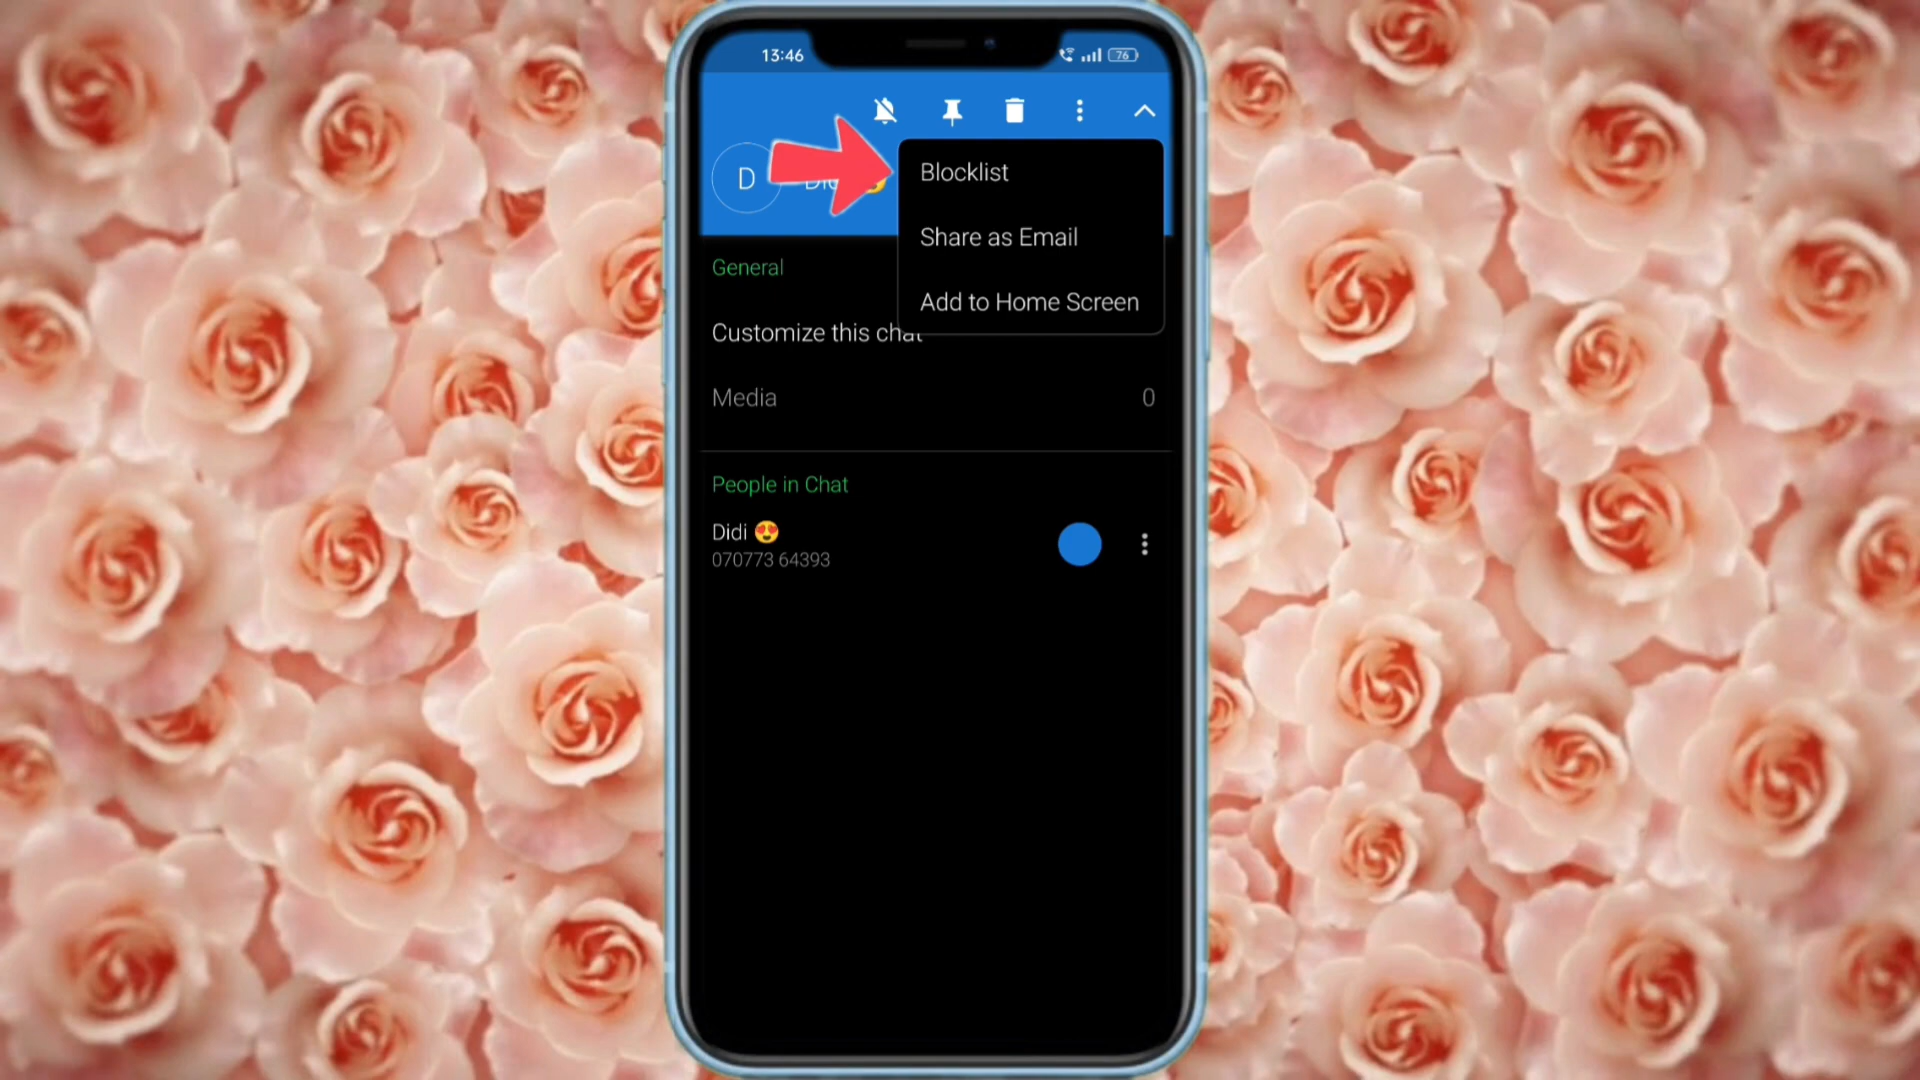 13:46
76
D
Blocklist
Share as Email
General
Add to Home Screen
Customize this chat
Media
0
People in Chat
Didi 😍
070773 64393